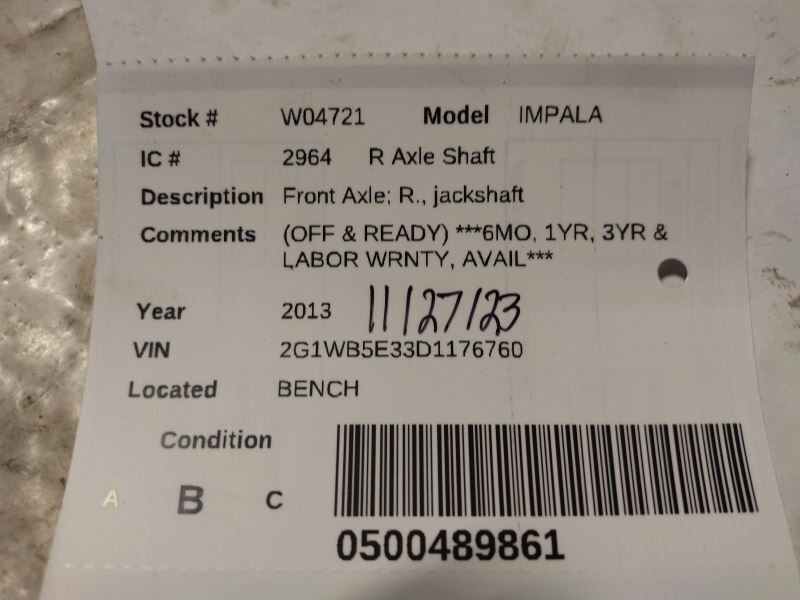 Stock # W04721 Model IMPALA
IC # 2964 R Axle Shaft
Description Front Axle; R., jackshaft
Comments (OFF & READY) ***6MO, 1YR, 3YR &
LABOR WRNTY, AVAIL***
Year 2013 11/27/23
VIN 2G1WB5E33D1176760
Located BENCH
Condition
A B C
0500489861